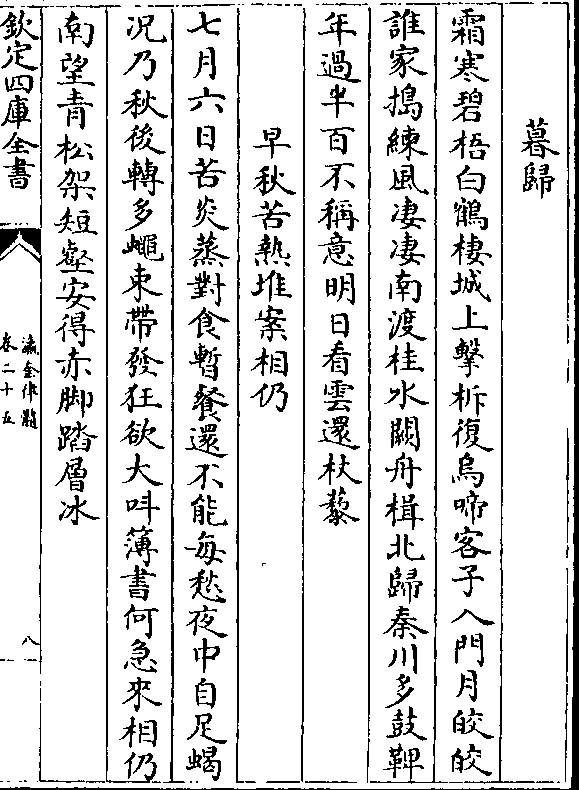 暮歸
霜寒碧梧白鶴棲城上擊柝復烏啼客子入門月皎皎
誰家搗練風凄凄南渡桂水闕舟楫北歸秦川多鼓鞞
年過半百不稱意明日看雲還杖藜
早秋苦熱堆案相仍
七月六日苦炎蒸對食暫餐還不能每愁夜中自足蝎
况乃秋後轉多蠅束帶發狂欲大呌簿書何急來相仍
南望青松架短壑安得赤脚踏層冰
欽定四庫全書
瀛奎律髓
卷二十五
八